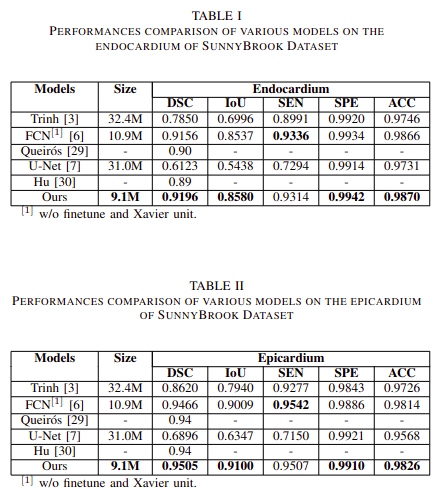 TABLE I
PERFORMANCES COMPARISON OF VARIOUS MODELS ON THE
ENDOCARDIUM OF SUNNYBROOK DATASET
Models Size Endocardium
DSC IoU SEN SPE ACC
Trinh [3] 32.4M 0.7850 0.6996 0.8991 0.9920 0.9746
FCN[1] [6] 10.9M 0.9156 0.8537 0.9336 0.9934 0.9866
Queirós [29] - 0.90 - - - -
U-Net [7] 31.0M 0.6123 0.5438 0.7294 0.9914 0.9731
Hu [30] - 0.89 - - - -
Ours 9.1M 0.9196 0.8580 0.9314 0.9942 0.9870
[1] w/o finetune and Xavier unit.
TABLE II
PERFORMANCES COMPARISON OF VARIOUS MODELS ON THE EPICARDIUM
OF SUNNYBROOK DATASET
Models Size Epicardium
DSC IoU SEN SPE ACC
Trinh [3] 32.4M 0.8620 0.7940 0.9277 0.9843 0.9726
FCN[1] [6] 10.9M 0.9466 0.9009 0.9542 0.9886 0.9814
Queirós [29] - 0.94 - - - -
U-Net [7] 31.0M 0.6896 0.6347 0.7150 0.9921 0.9568
Hu [30] - 0.94 - - - -
Ours 9.1M 0.9505 0.9100 0.9507 0.9910 0.9826
[1] w/o finetune and Xavier unit.